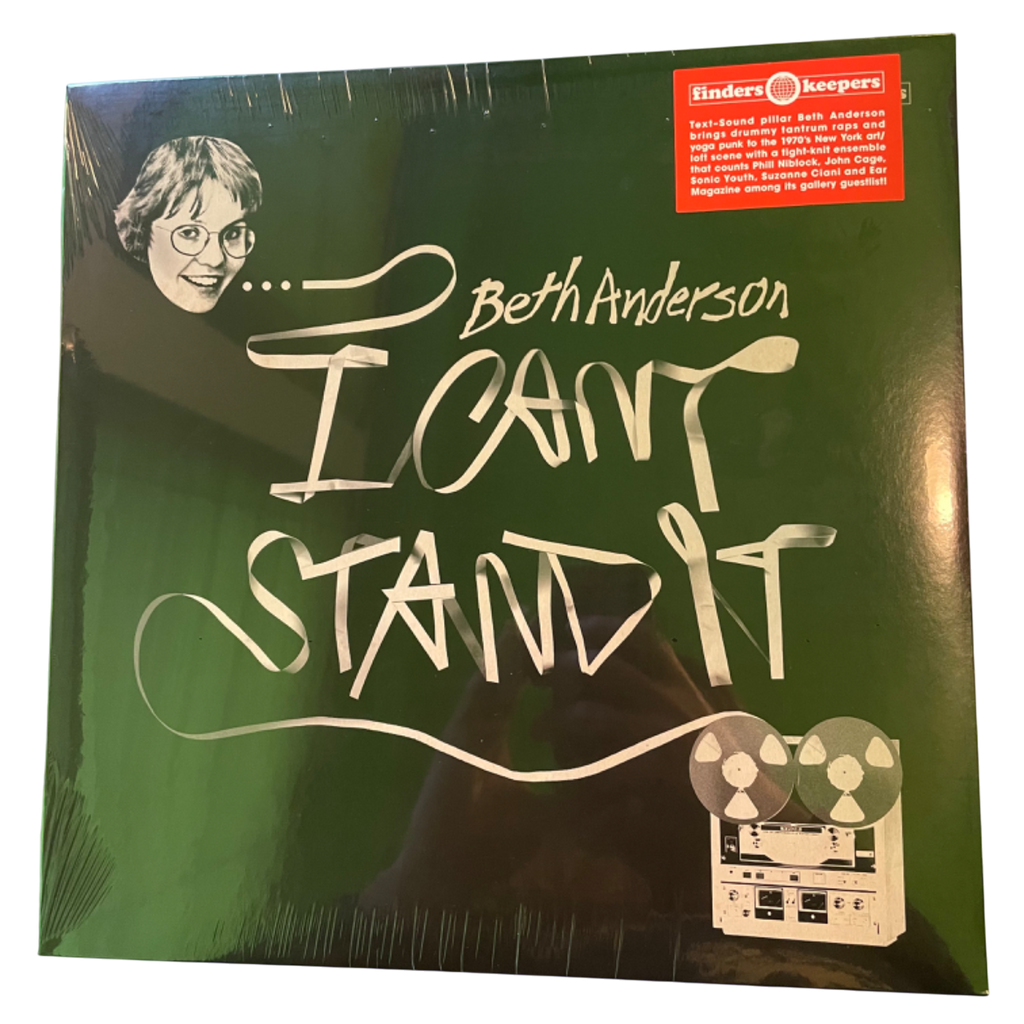 finders keepers
Text-Sound pillar Beth Anderson
brings drummy tantrum raps and
yoga punk to the 1970's New York art/
loft scene with a tight-knit ensemble
that counts Phill Niblock, John Cage,
Sonic Youth, Suzanne Ciani and Ear
Magazine among its gallery guestlist!
Beth Anderson
I CANT
STAND IT